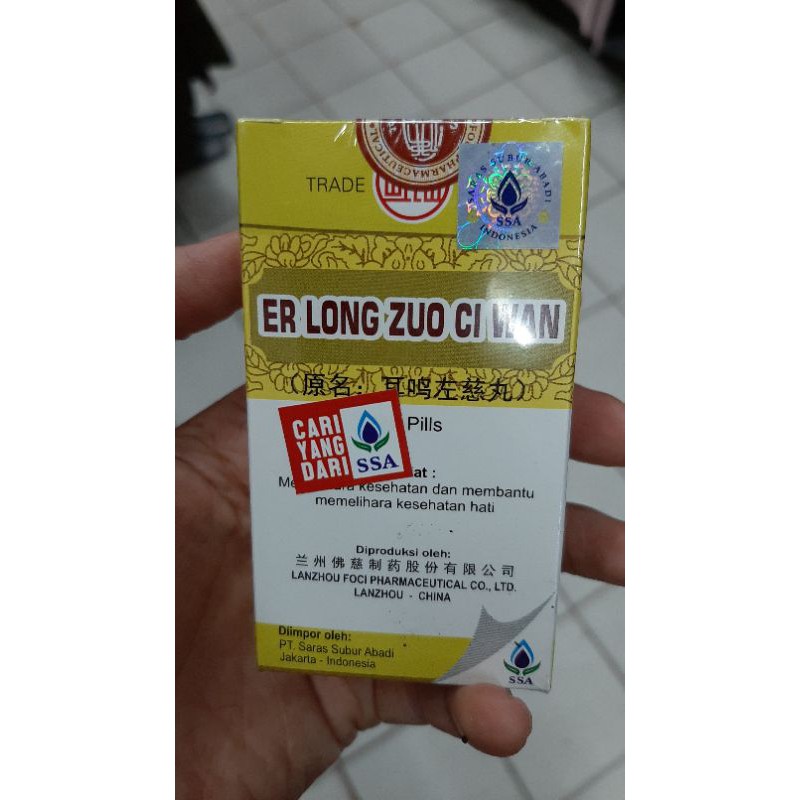 PHARMACEUTICAL
TRADE
SARAS SUBUR ABADI
SSA
INDONESIA
ER LONG ZUO CI WAN
(原名：耳鸣左慈丸)
CARI
YANG
DARI
SSA
Pills
at :
kesehatan dan membantu
memelihara kesehatan hati
Diproduksi oleh:
兰州佛慈制药股份有限公司
LANZHOU FOCI PHARMACEUTICAL CO., LTD.
LANZHOU - CHINA
Diimpor oleh:
PT. Saras Subur Abadi
Jakarta - Indonesia
SSA